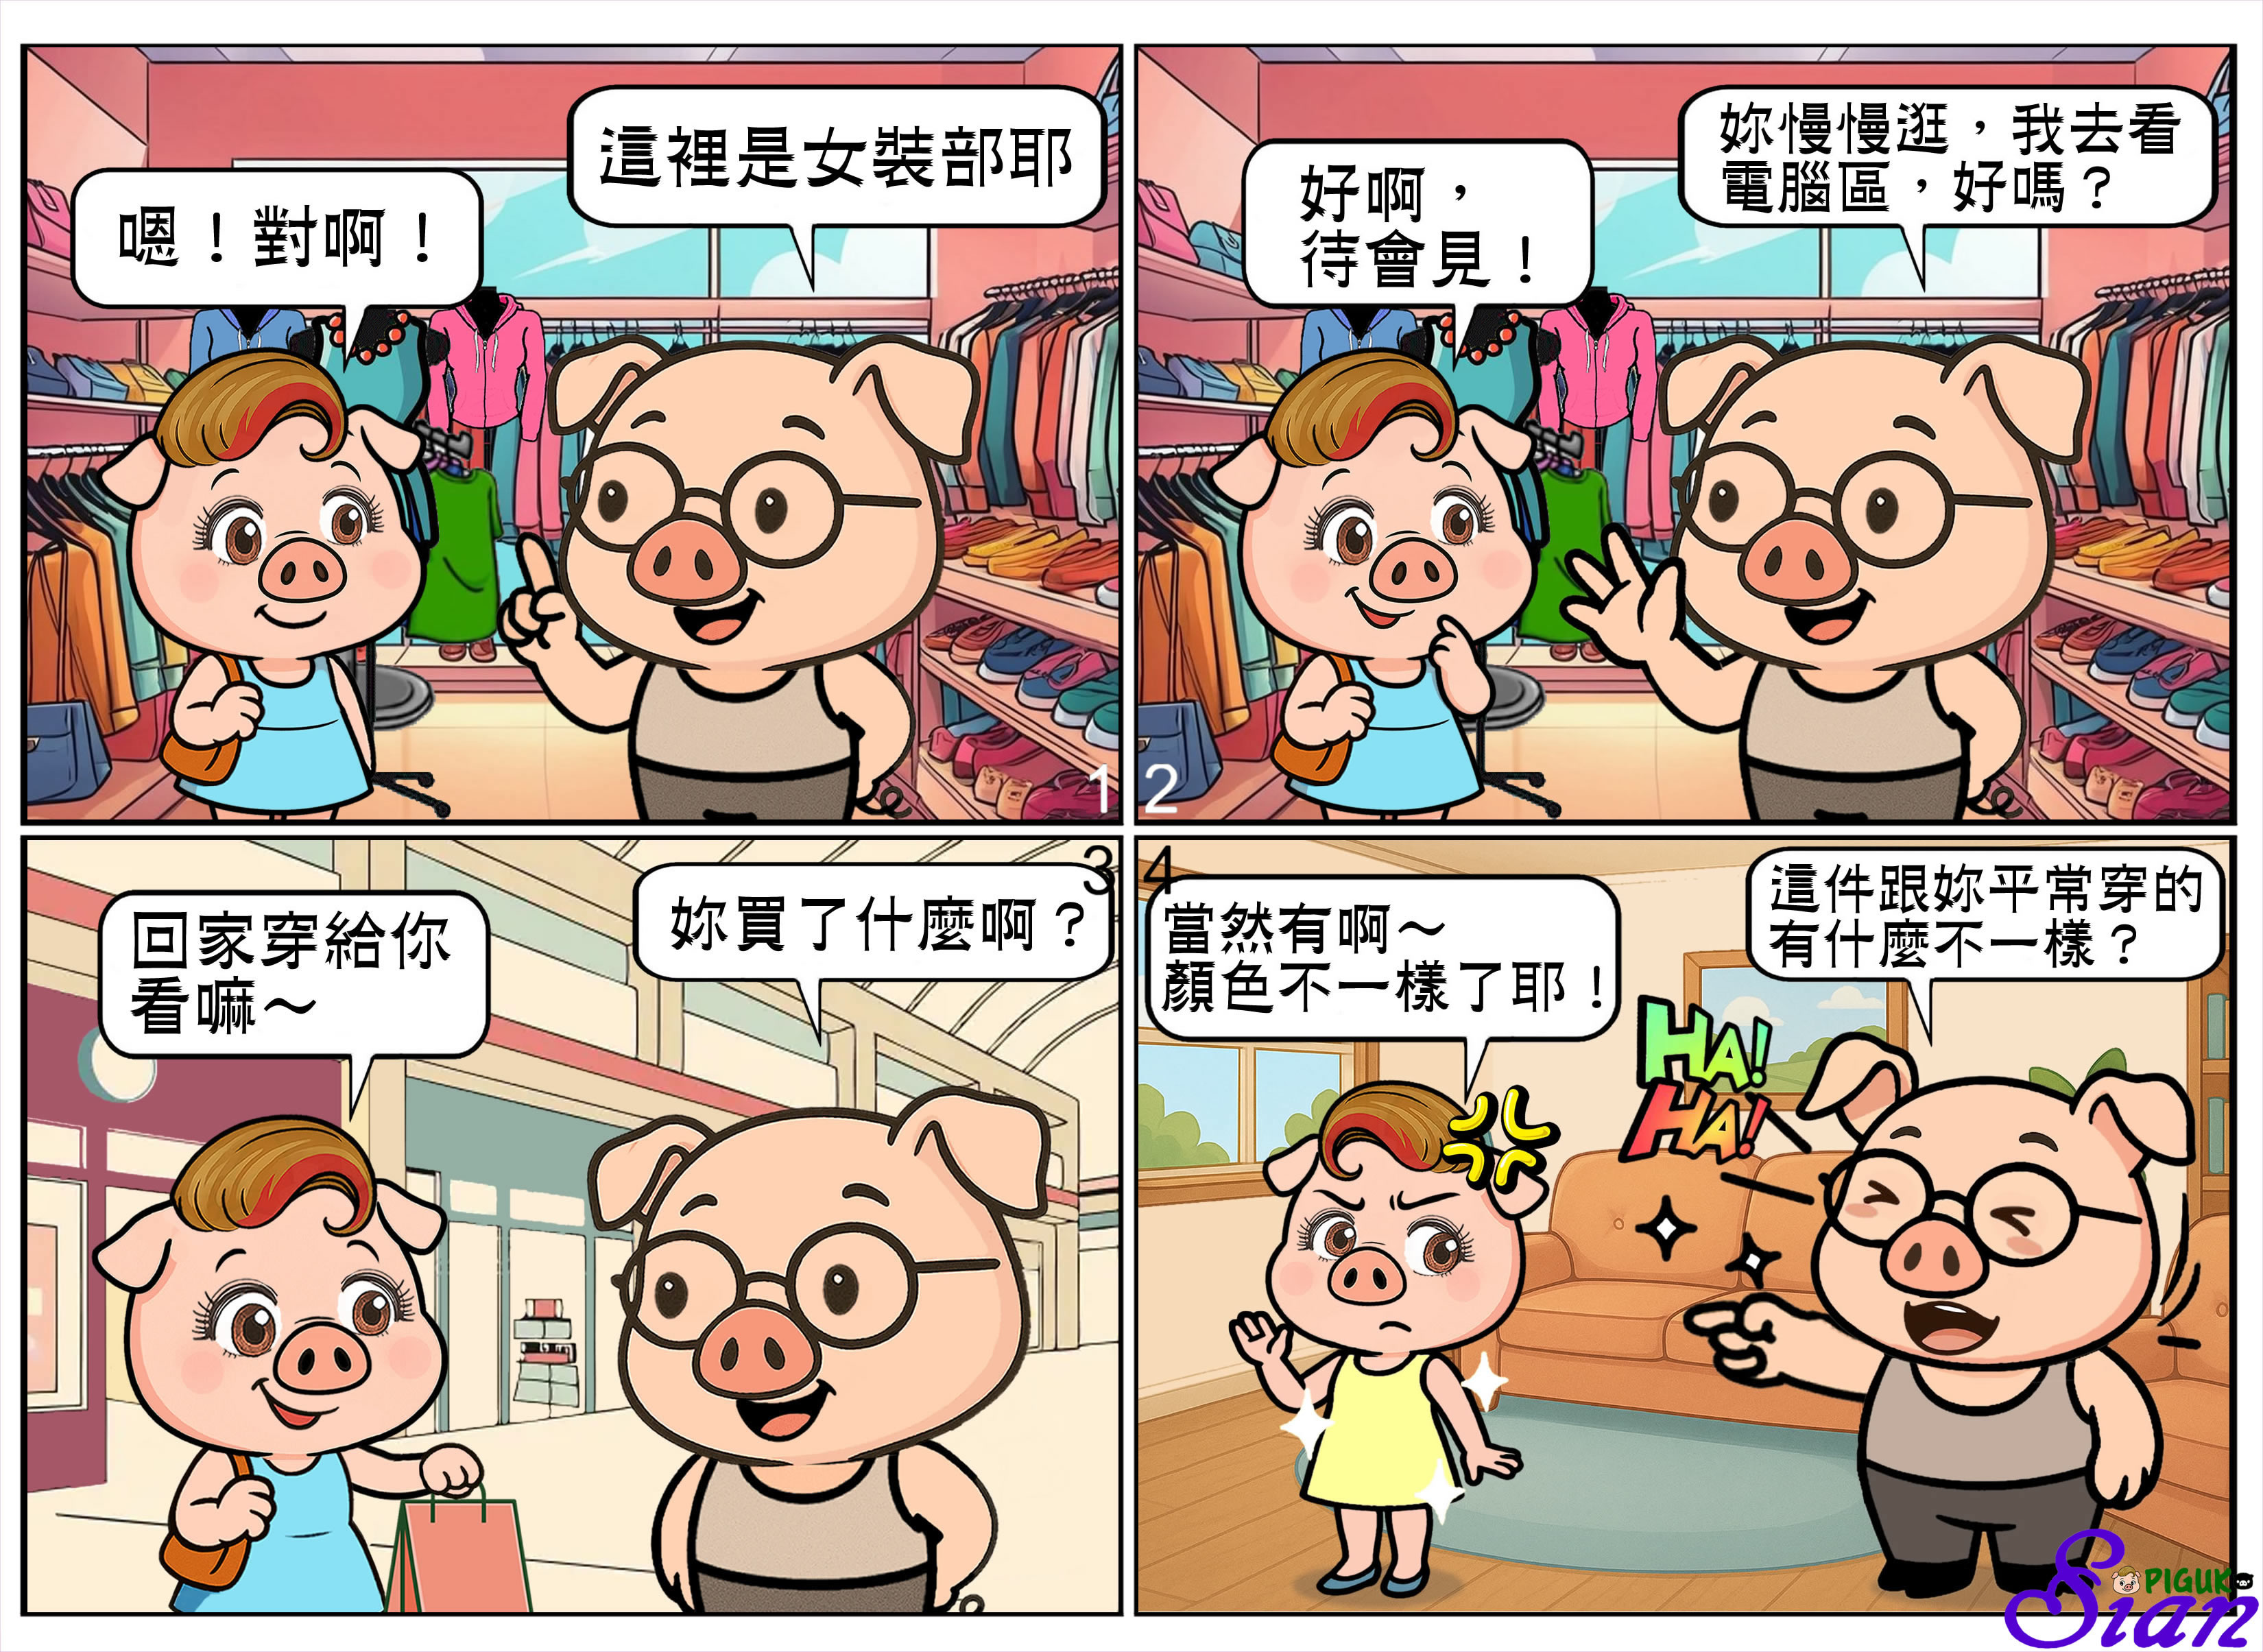 這裡是女裝部耶
嗯！對啊！
1
妳慢慢逛，我去看
電腦區，好嗎？
好啊，
待會見！
2
妳買了什麼啊？
回家穿給你
看嘛～
3
這件跟妳平常穿的
有什麼不一樣？
當然有啊～
顏色不一樣了耶！
4
HA!
HA!
PIGUK
Sian